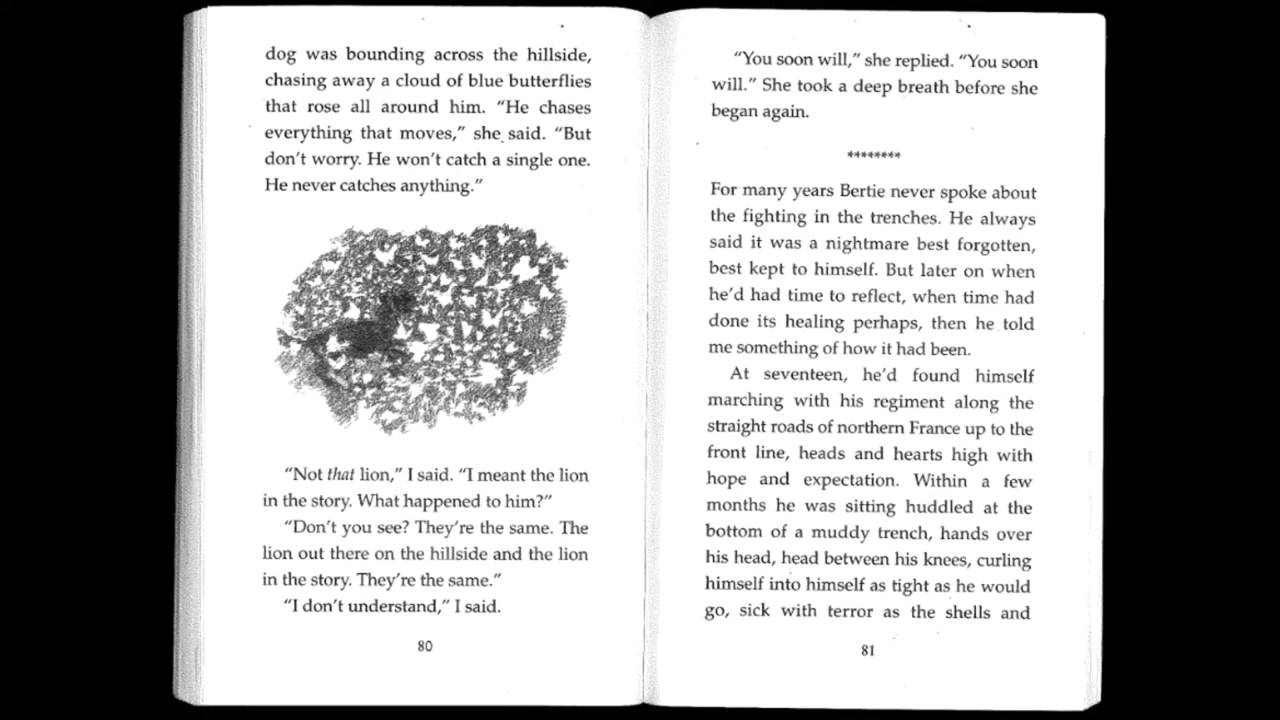 dog was bounding across the hillside,
chasing away a cloud of blue butterflies
that rose all around him. “He chases
everything that moves,” she said. “But
don’t worry. He won’t catch a single one.
He never catches anything.”
“Not that lion,” I said. “I meant the lion
in the story. What happened to him?”
“Don’t you see? They’re the same. The
lion out there on the hillside and the lion
in the story. They’re the same.”
“I don’t understand,” I said.
80
“You soon will,” she replied. “You soon
will.” She took a deep breath before she
began again.
********
For many years Bertie never spoke about
the fighting in the trenches. He always
said it was a nightmare best forgotten,
best kept to himself. But later on when
he’d had time to reflect, when time had
done its healing perhaps, then he told
me something of how it had been.
At seventeen, he’d found himself
marching with his regiment along the
straight roads of northern France up to the
front line, heads and hearts high with
hope and expectation. Within a few
months he was sitting huddled at the
bottom of a muddy trench, hands over
his head, head between his knees, curling
himself into himself as tight as he would
go, sick with terror as the shells and
81